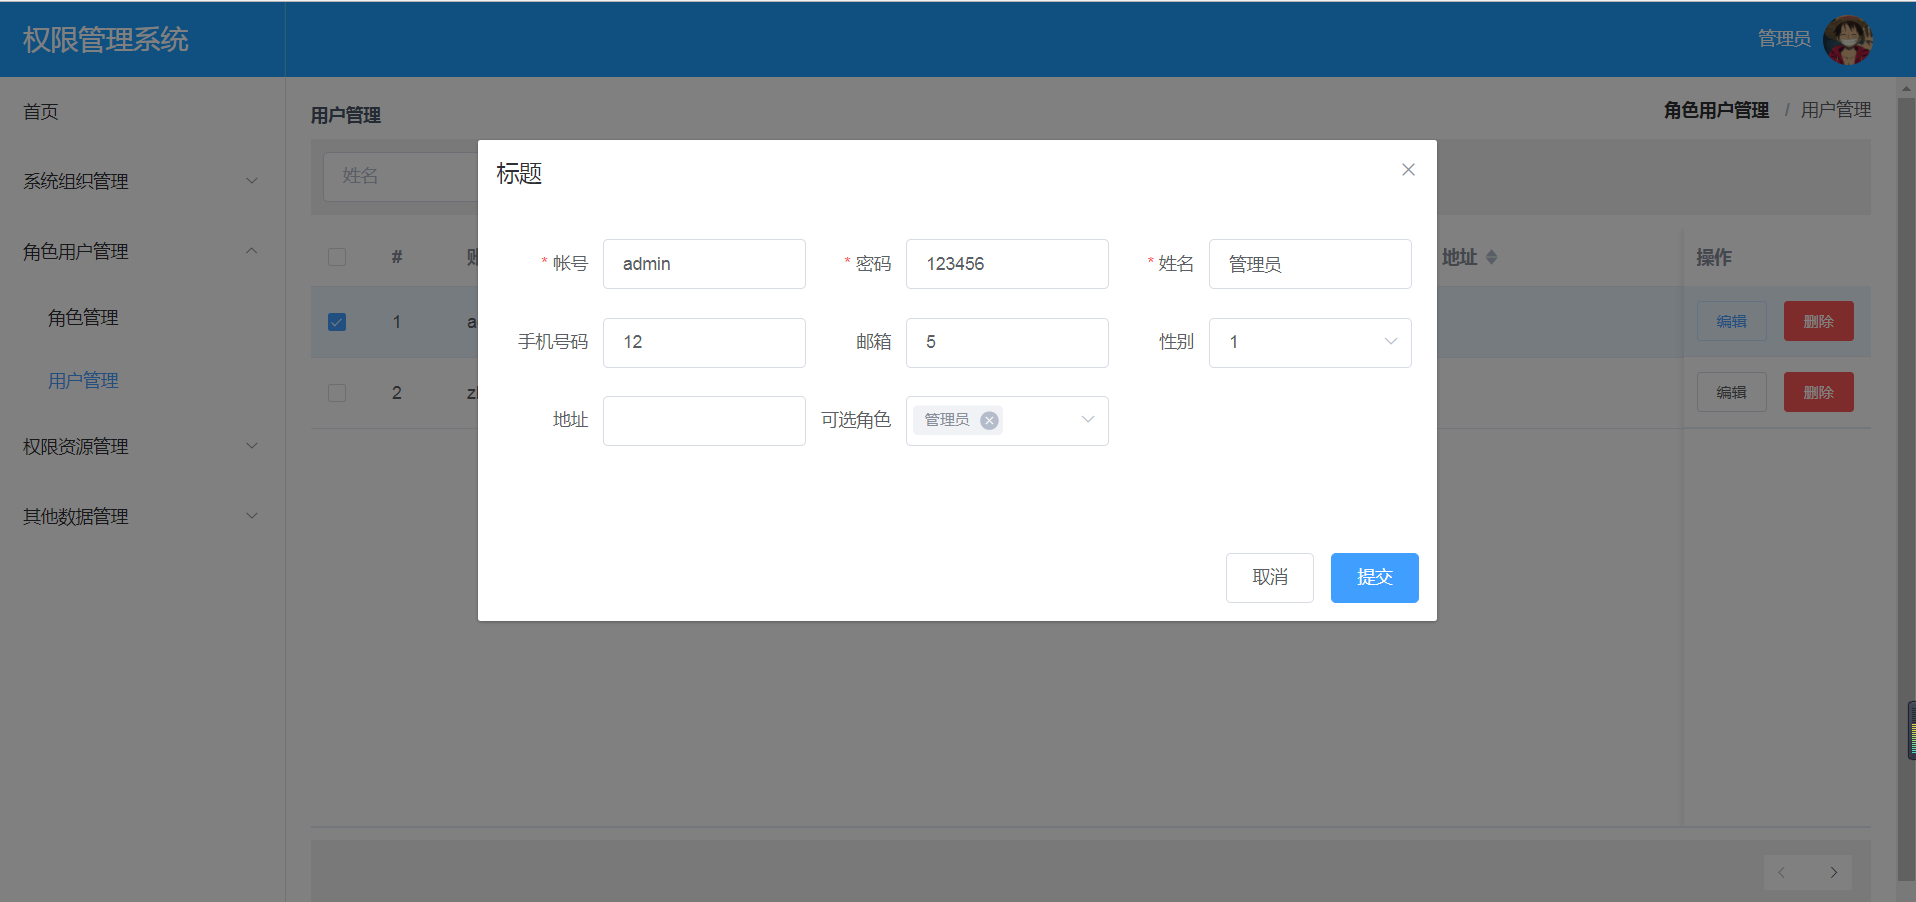 权限管理系统
管理员
首页
系统组织管理
角色用户管理
角色管理
用户管理
权限资源管理
其他数据管理
用户管理
角色用户管理 / 用户管理
姓名
# 地址 操作
1 编辑 删除
2 编辑 删除
标题
* 帐号 admin * 密码 123456 * 姓名 管理员
手机号码 12 邮箱 5 性别 1
地址 可选角色 管理员
取消 提交